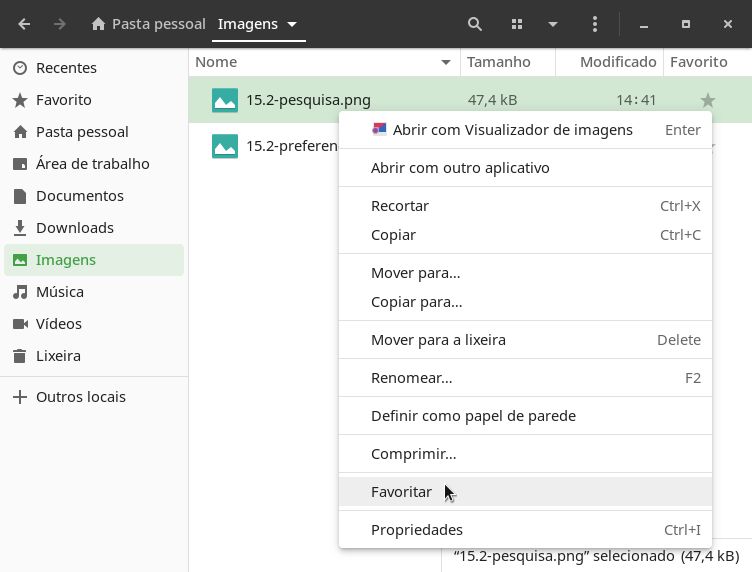 Pasta pessoal Imagens
Nome Tamanho Modificado Favorito
Recentes
Favorito
Pasta pessoal
Área de trabalho
Documentos
Downloads
Imagens
Música
Vídeos
Lixeira
Outros locais
15.2-pesquisa.png 47,4 kB 14:41
15.2-preferen
Abrir com Visualizador de imagens Enter
Abrir com outro aplicativo
Recortar Ctrl+X
Copiar Ctrl+C
Mover para...
Copiar para...
Mover para a lixeira Delete
Renomear... F2
Definir como papel de parede
Comprimir...
Favoritar
Propriedades Ctrl+I
“15.2-pesquisa.png” selecionado (47,4 kB)